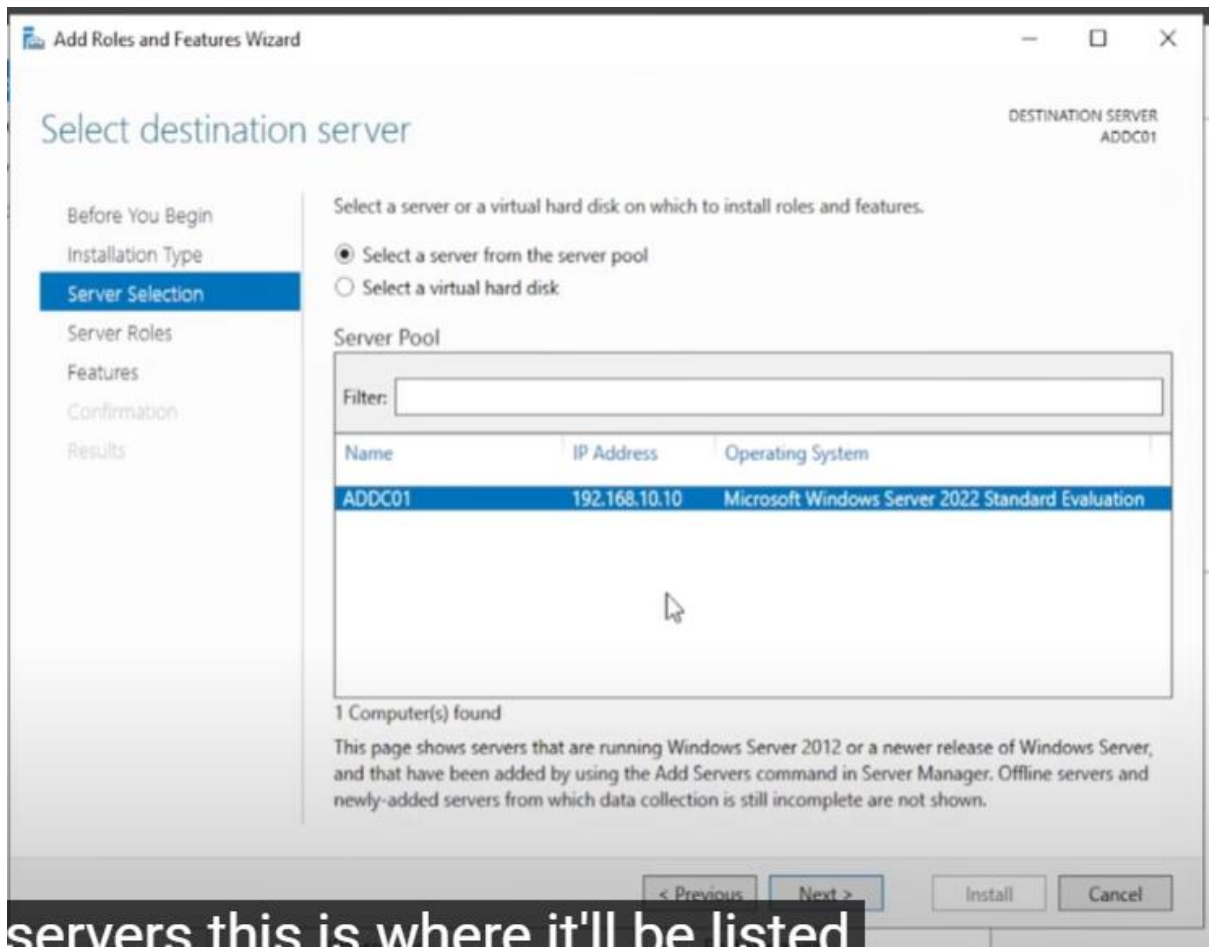 Add Roles and Features Wizard
Select destination server
DESTINATION SERVER
ADDC01
Before You Begin
Installation Type
Server Selection
Server Roles
Features
Confirmation
Results
Select a server or a virtual hard disk on which to install roles and features.
Select a server from the server pool
Select a virtual hard disk
Server Pool
Filter:
Name IP Address Operating System
ADDC01 192.168.10.10 Microsoft Windows Server 2022 Standard Evaluation
1 Computer(s) found
This page shows servers that are running Windows Server 2012 or a newer release of Windows Server,
and that have been added by using the Add Servers command in Server Manager. Offline servers and
newly-added servers from which data collection is still incomplete are not shown.
< Previous Next > Install Cancel
servers this is where it'll be listed